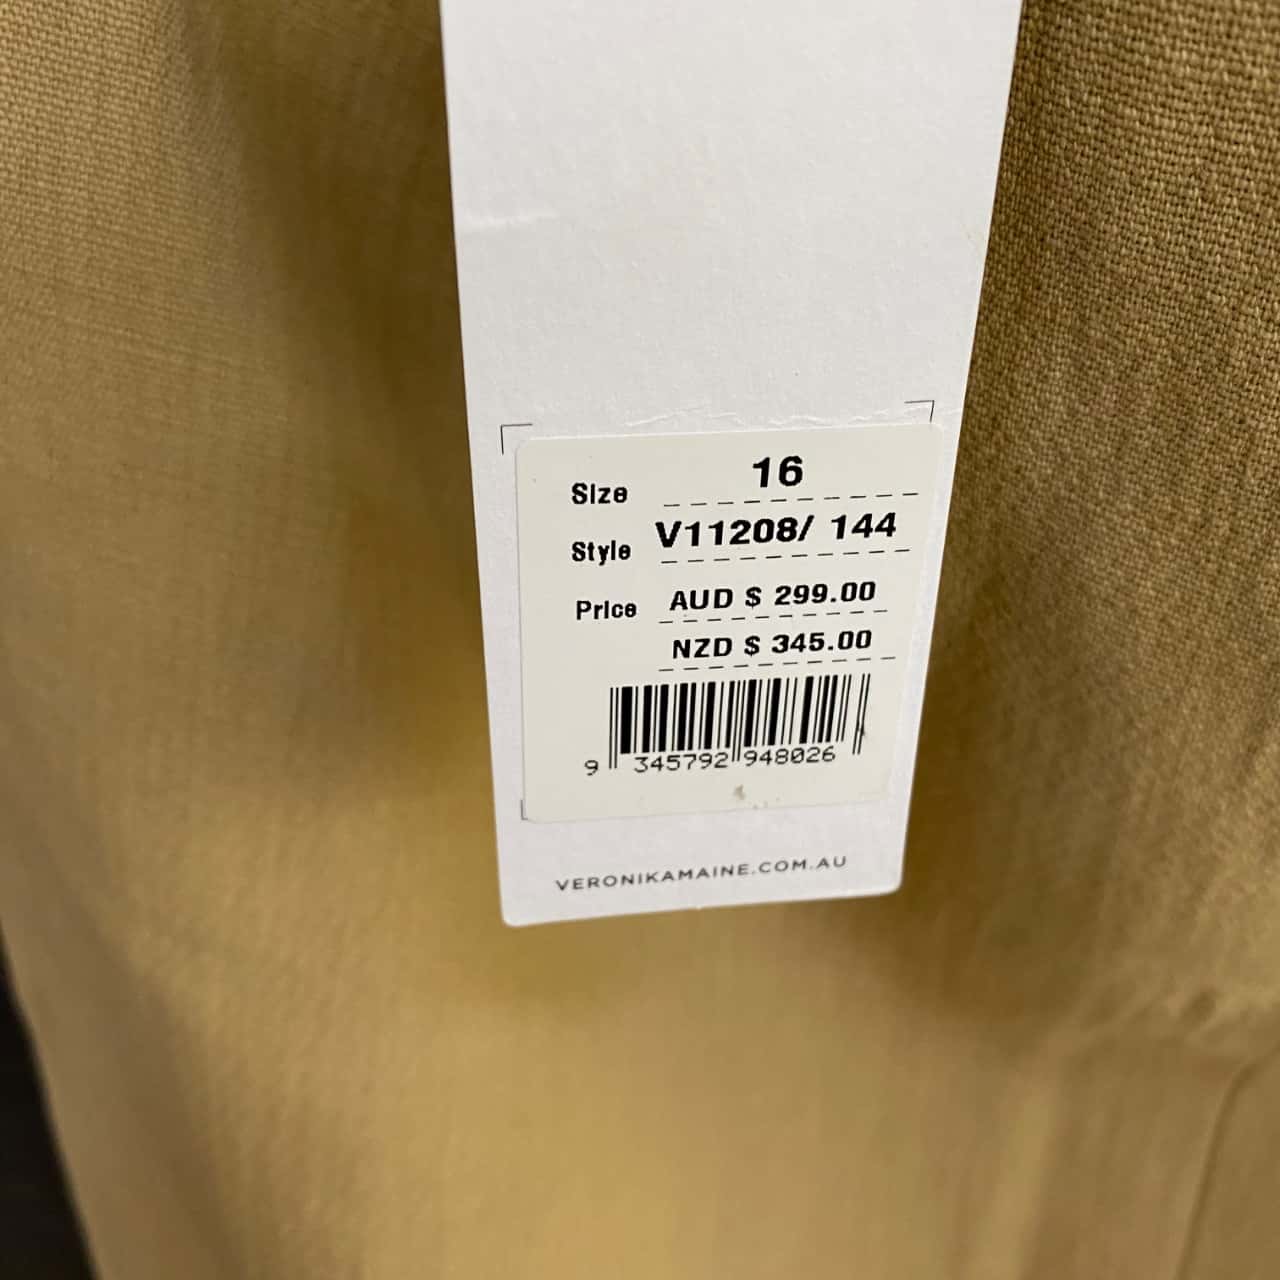 Size 16
Style V11208/ 144
Price AUD $ 299.00
NZD $ 345.00
9 345792 948026
VERONIKAMAINE.COM.AU